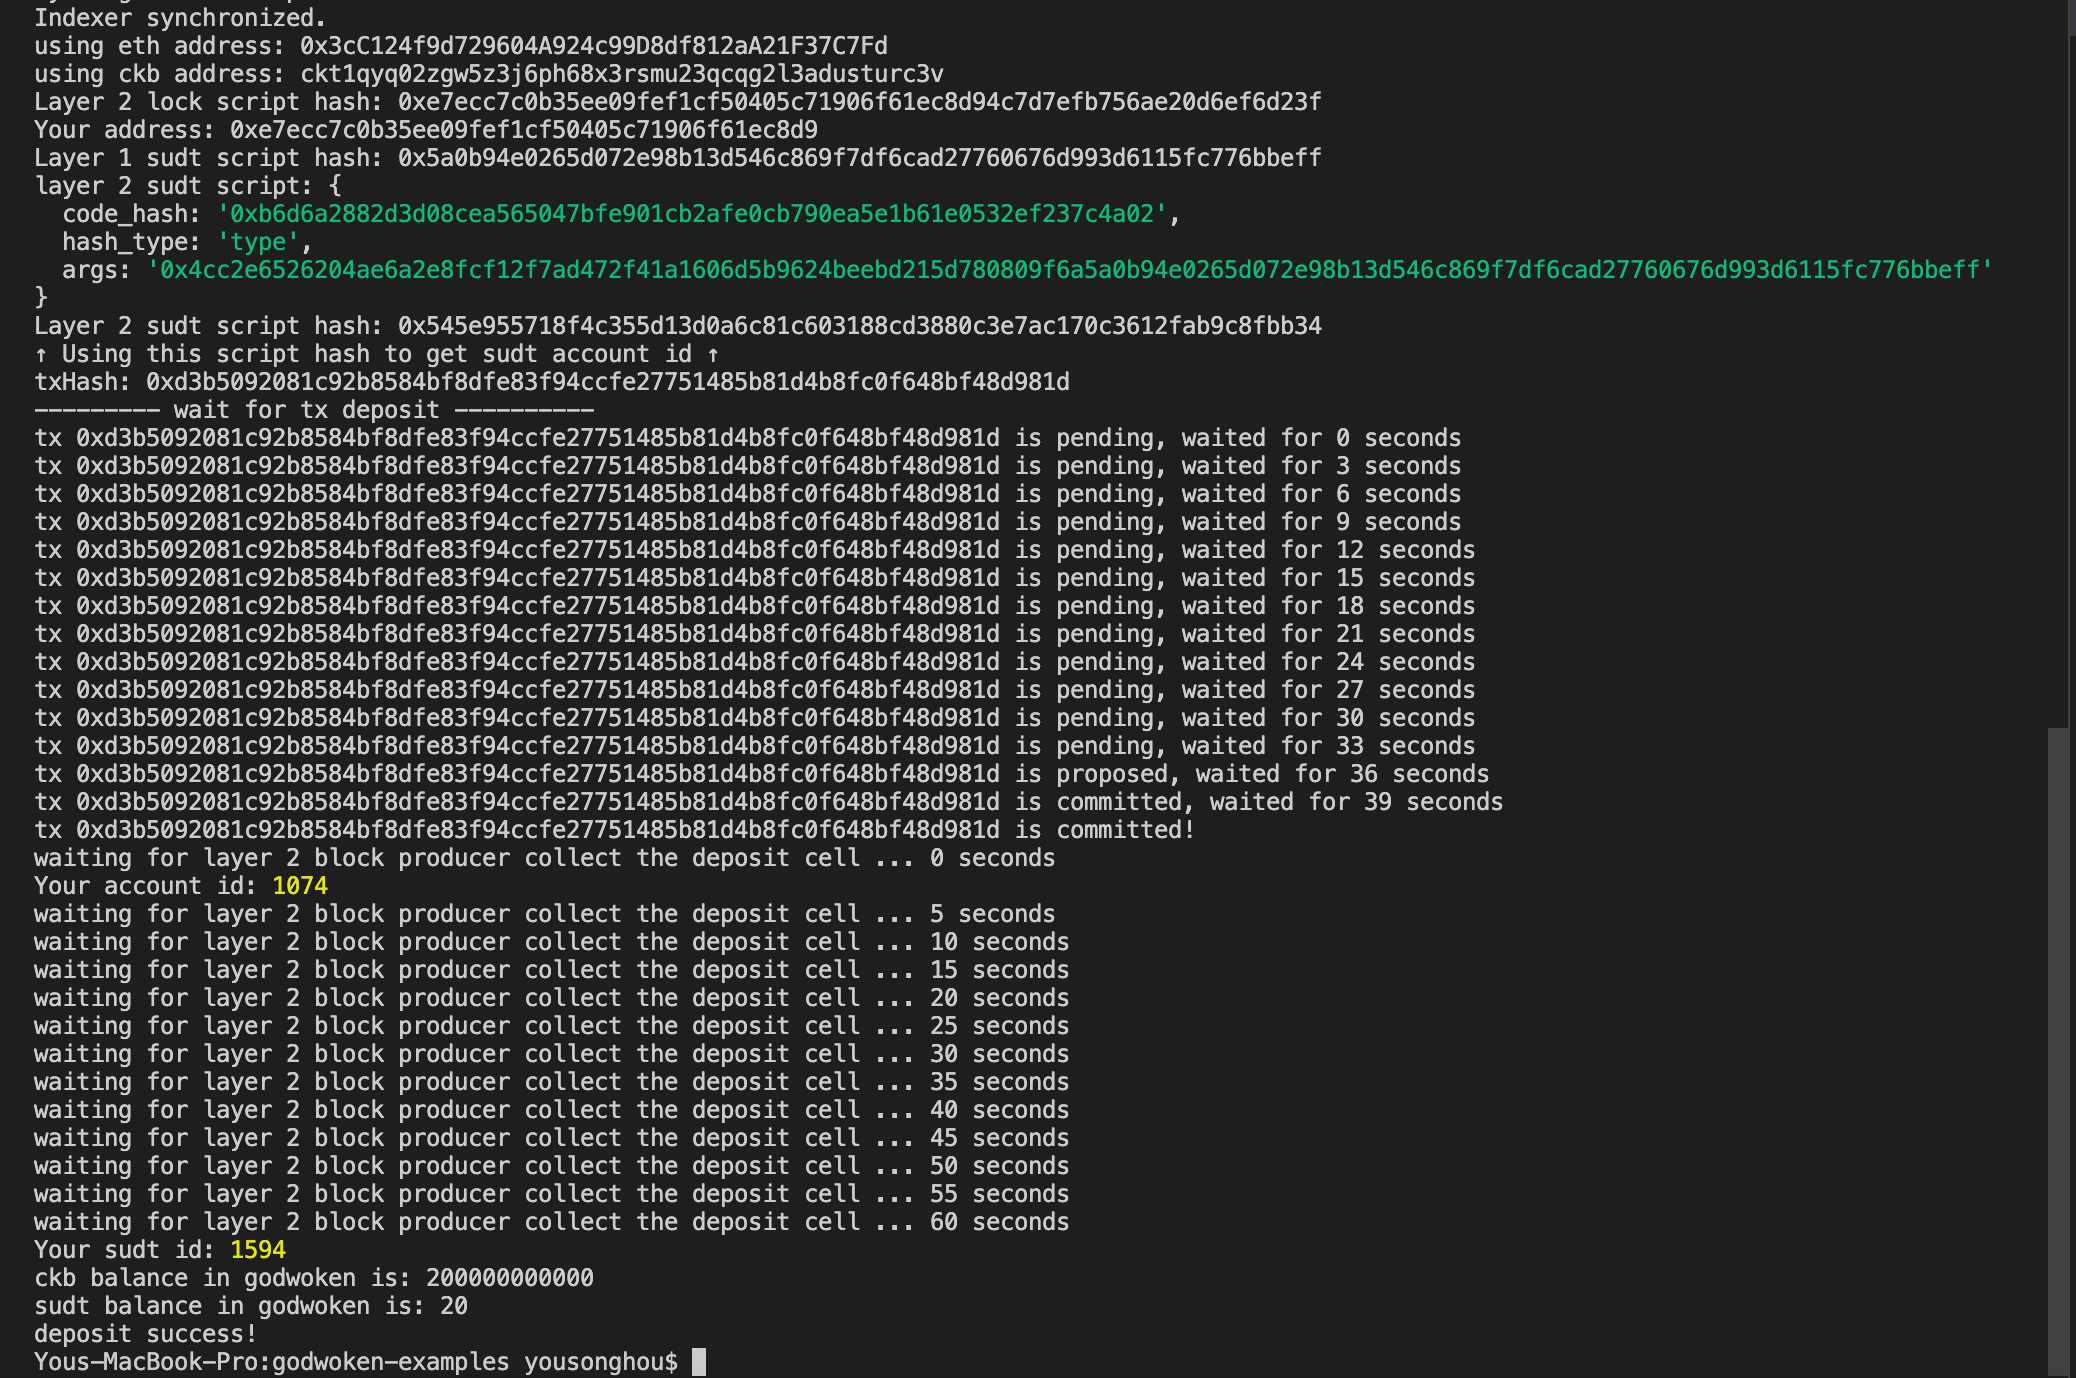 Indexer synchronized.
using eth address: 0x3cC124f9d729604A924c99D8df812aA21F37C7Fd
using ckb address: ckt1qyq02zgw5z3j6ph68x3rsmu23qcqg2l3adusturc3v
Layer 2 lock script hash: 0xe7ecc7c0b35ee09fef1cf50405c71906f61ec8d94c7d7efb756ae20d6ef6d23f
Your address: 0xe7ecc7c0b35ee09fef1cf50405c71906f61ec8d9
Layer 1 sudt script hash: 0x5a0b94e0265d072e98b13d546c869f7df6cad27760676d993d6115fc776bbeff
layer 2 sudt script: {
  code_hash: '0xb6d6a2882d3d08cea565047bfe901cb2afe0cb790ea5e1b61e0532ef237c4a02',
  hash_type: 'type',
  args: '0x4cc2e6526204ae6a2e8fcf12f7ad472f41a1606d5b9624beebd215d780809f6a5a0b94e0265d072e98b13d546c869f7df6cad27760676d993d6115fc776bbeff'
}
Layer 2 sudt script hash: 0x545e955718f4c355d13d0a6c81c603188cd3880c3e7ac170c3612fab9c8fbb34
↑ Using this script hash to get sudt account id ↑
txHash: 0xd3b5092081c92b8584bf8dfe83f94ccfe27751485b81d4b8fc0f648bf48d981d
--------- wait for tx deposit ----------
tx 0xd3b5092081c92b8584bf8dfe83f94ccfe27751485b81d4b8fc0f648bf48d981d is pending, waited for 0 seconds
tx 0xd3b5092081c92b8584bf8dfe83f94ccfe27751485b81d4b8fc0f648bf48d981d is pending, waited for 3 seconds
tx 0xd3b5092081c92b8584bf8dfe83f94ccfe27751485b81d4b8fc0f648bf48d981d is pending, waited for 6 seconds
tx 0xd3b5092081c92b8584bf8dfe83f94ccfe27751485b81d4b8fc0f648bf48d981d is pending, waited for 9 seconds
tx 0xd3b5092081c92b8584bf8dfe83f94ccfe27751485b81d4b8fc0f648bf48d981d is pending, waited for 12 seconds
tx 0xd3b5092081c92b8584bf8dfe83f94ccfe27751485b81d4b8fc0f648bf48d981d is pending, waited for 15 seconds
tx 0xd3b5092081c92b8584bf8dfe83f94ccfe27751485b81d4b8fc0f648bf48d981d is pending, waited for 18 seconds
tx 0xd3b5092081c92b8584bf8dfe83f94ccfe27751485b81d4b8fc0f648bf48d981d is pending, waited for 21 seconds
tx 0xd3b5092081c92b8584bf8dfe83f94ccfe27751485b81d4b8fc0f648bf48d981d is pending, waited for 24 seconds
tx 0xd3b5092081c92b8584bf8dfe83f94ccfe27751485b81d4b8fc0f648bf48d981d is pending, waited for 27 seconds
tx 0xd3b5092081c92b8584bf8dfe83f94ccfe27751485b81d4b8fc0f648bf48d981d is pending, waited for 30 seconds
tx 0xd3b5092081c92b8584bf8dfe83f94ccfe27751485b81d4b8fc0f648bf48d981d is pending, waited for 33 seconds
tx 0xd3b5092081c92b8584bf8dfe83f94ccfe27751485b81d4b8fc0f648bf48d981d is proposed, waited for 36 seconds
tx 0xd3b5092081c92b8584bf8dfe83f94ccfe27751485b81d4b8fc0f648bf48d981d is committed, waited for 39 seconds
tx 0xd3b5092081c92b8584bf8dfe83f94ccfe27751485b81d4b8fc0f648bf48d981d is committed!
waiting for layer 2 block producer collect the deposit cell ... 0 seconds
Your account id: 1074
waiting for layer 2 block producer collect the deposit cell ... 5 seconds
waiting for layer 2 block producer collect the deposit cell ... 10 seconds
waiting for layer 2 block producer collect the deposit cell ... 15 seconds
waiting for layer 2 block producer collect the deposit cell ... 20 seconds
waiting for layer 2 block producer collect the deposit cell ... 25 seconds
waiting for layer 2 block producer collect the deposit cell ... 30 seconds
waiting for layer 2 block producer collect the deposit cell ... 35 seconds
waiting for layer 2 block producer collect the deposit cell ... 40 seconds
waiting for layer 2 block producer collect the deposit cell ... 45 seconds
waiting for layer 2 block producer collect the deposit cell ... 50 seconds
waiting for layer 2 block producer collect the deposit cell ... 55 seconds
waiting for layer 2 block producer collect the deposit cell ... 60 seconds
Your sudt id: 1594
ckb balance in godwoken is: 200000000000
sudt balance in godwoken is: 20
deposit success!
Yous-MacBook-Pro:godwoken-examples yousonghou$